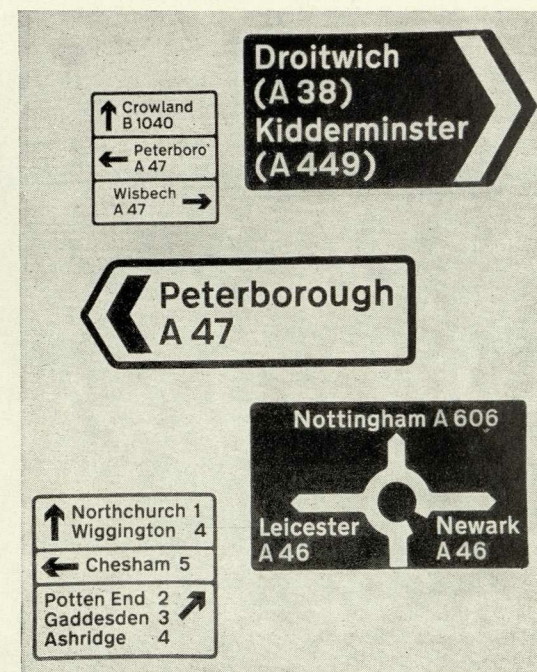 Droitwich
(A 38)
Kidderminster
(A 449)
Crowland
B 1040
Peterboro'
A 47
Wisbech
A 47
Peterborough
A 47
Nottingham A 606
Leicester
A 46
Newark
A 46
Northchurch 1
Wiggington 4
Chesham 5
Potten End 2
Gaddesden 3
Ashridge 4